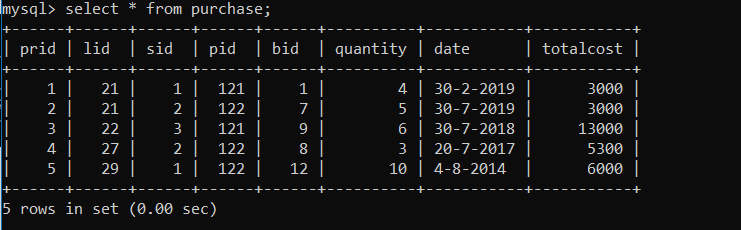 mysql> select * from purchase;
+------+------+------+------+------+----------+-----------+-----------+
| prid | lid  | sid  | pid  | bid  | quantity | date      | totalcost |
+------+------+------+------+------+----------+-----------+-----------+
|    1 |   21 |    1 |  121 |    1 |        4 | 30-2-2019 |      3000 |
|    2 |   21 |    2 |  122 |    7 |        5 | 30-7-2019 |      3000 |
|    3 |   22 |    3 |  121 |    9 |        6 | 30-7-2018 |     13000 |
|    4 |   27 |    2 |  122 |    8 |        3 | 20-7-2017 |      5300 |
|    5 |   29 |    1 |  122 |   12 |       10 | 4-8-2014  |      6000 |
+------+------+------+------+------+----------+-----------+-----------+
5 rows in set (0.00 sec)